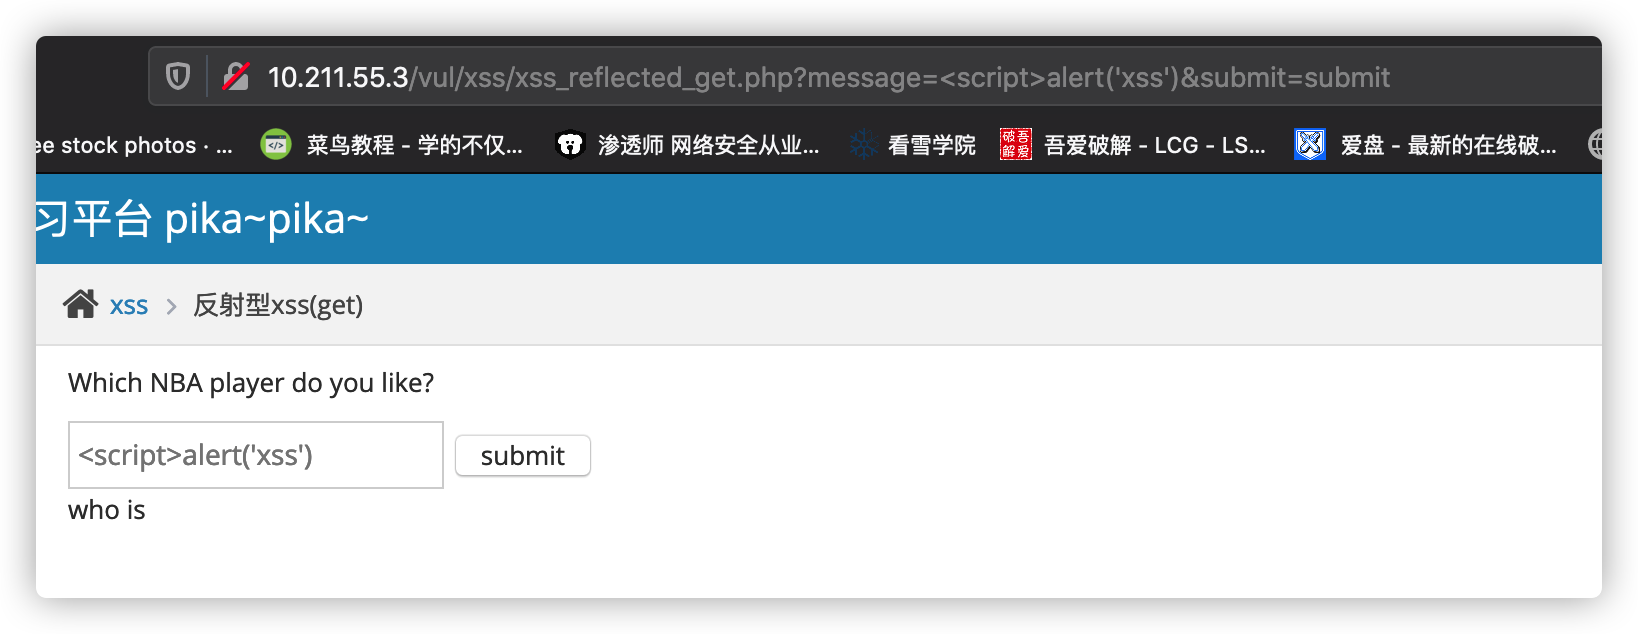 10.211.55.3/vul/xss/xss_reflected_get.php?message=<script>alert('xss')&submit=submit
ee stock photos · ... 菜鸟教程 - 学的不仅... 渗透师 网络安全从业... 看雪学院 吾爱破解 吾爱破解 - LCG - LS... 爱盘 - 最新的在线破...
习平台 pika~pika~
xss > 反射型xss(get)
Which NBA player do you like?
<script>alert('xss') submit
who is